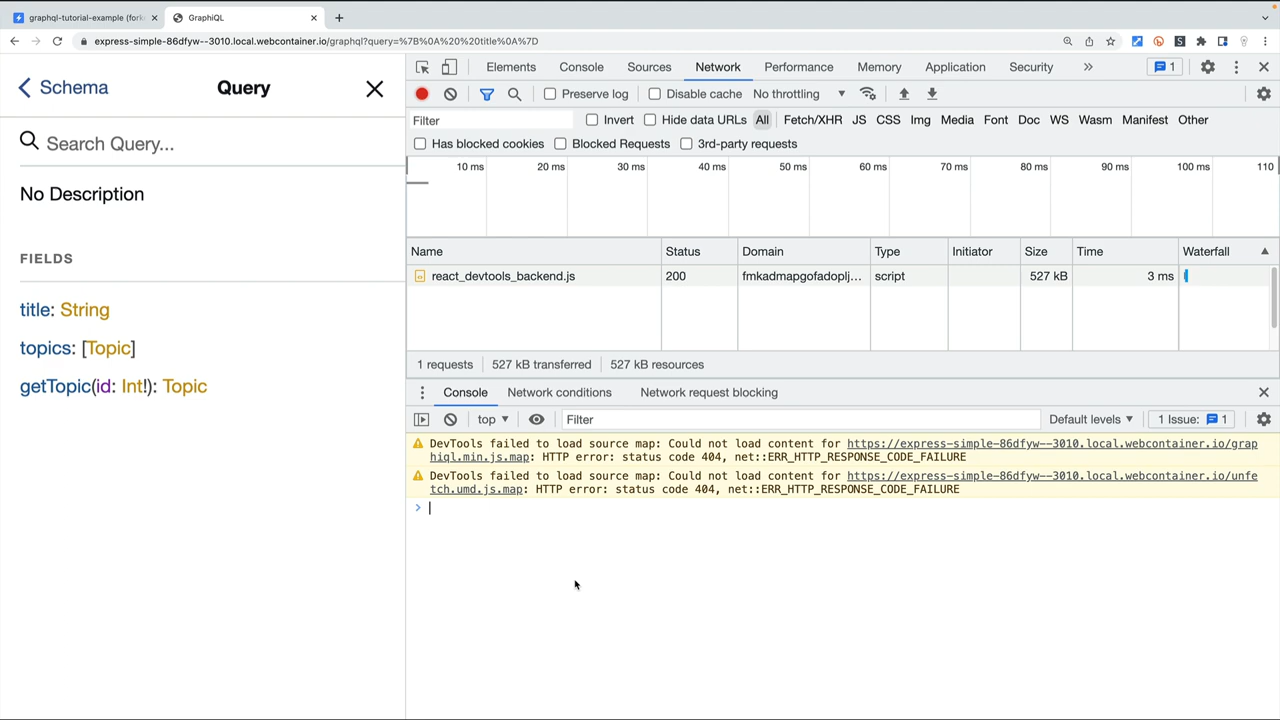 graphql-tutorial-example (fork
GraphiQL
express-simple-86dfyw--3010.local.webcontainer.io/graphql?query=%7B%0A%20%20title%0A%7D
Schema
Query
Search Query...
No Description
FIELDS
title: String
topics: [Topic]
getTopic(id: Int!): Topic
Elements Console Sources Network Performance Memory Application Security » 1
Preserve log Disable cache No throttling
Filter Invert Hide data URLs All Fetch/XHR JS CSS Img Media Font Doc WS Wasm Manifest Other
Has blocked cookies Blocked Requests 3rd-party requests
10 ms 20 ms 30 ms 40 ms 50 ms 60 ms 70 ms 80 ms 90 ms 100 ms 110
Name Status Domain Type Initiator Size Time Waterfall
react_devtools_backend.js 200 fmkadmapgofadoplj... script 527 kB 3 ms
1 requests 527 kB transferred 527 kB resources
Console Network conditions Network request blocking
top Filter Default levels 1 Issue: 1
DevTools failed to load source map: Could not load content for https://express-simple-86dfyw--3010.local.webcontainer.io/grap
hiql.min.js.map: HTTP error: status code 404, net::ERR_HTTP_RESPONSE_CODE_FAILURE
DevTools failed to load source map: Could not load content for https://express-simple-86dfyw--3010.local.webcontainer.io/unfe
tch.umd.js.map: HTTP error: status code 404, net::ERR_HTTP_RESPONSE_CODE_FAILURE